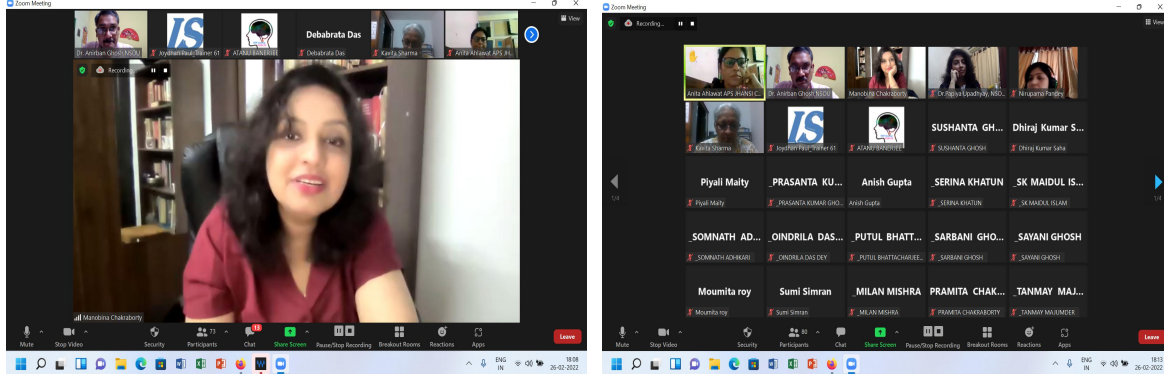 Zoom Meeting
View
Debabrata Das
Dr. Anirban Ghosh,NSOU
Joydhari Paul_Trainer 61
ATANU BANERJEE
Debabrata Das
Kavita Sharma
Anita Ahlawat APS JH...
Recording...
Manobina Chakraborty
73
13
Mute
Stop Video
Security
Participants
Chat
Share Screen
Pause/Stop Recording
Breakout Rooms
Reactions
Apps
Leave
ENG
IN
18:08
26-02-2022
Zoom Meeting
Recording...
View
Anita Ahlawat APS JHANSI C...
Dr. Anirban Ghosh,NSOU
Manobina Chakraborty
Dr.Papiya Upadhyay, NSO...
Nirupama Pandey
SUSHANTA GH...
Dhiraj Kumar S...
Kavita Sharma
Joydhari Paul_Trainer 61
ATANU BANERJEE
SUSHANTA GHOSH
Dhiraj Kumar Saha
Piyali Maity
_PRASANTA KU...
Anish Gupta
_SERINA KHATUN
_SK MAIDUL IS...
1/4
1/4
Piyali Maity
_PRASANTA KUMAR GHO...
Anish Gupta
_SERINA KHATUN
_SK MAIDUL ISLAM
_SOMNATH AD...
_OINDRILA DAS...
_PUTUL BHATT...
_SARBANI GHO...
_SAYANI GHOSH
_SOMNATH ADHIKARI
_OINDRILA DAS DEY
_PUTUL BHATTACHARJEE...
_SARBANI GHOSH
_SAYANI GHOSH
Moumita roy
Sumi Simran
_MILAN MISHRA
PRAMITA CHAK...
_TANMAY MAJ...
Moumita roy
Sumi Simran
_MILAN MISHRA
PRAMITA CHAKRABORTY
_TANMAY MAJUMDER
80
Mute
Stop Video
Security
Participants
Chat
Share Screen
Pause/Stop Recording
Breakout Rooms
Reactions
Apps
Leave
ENG
IN
18:13
26-02-2022